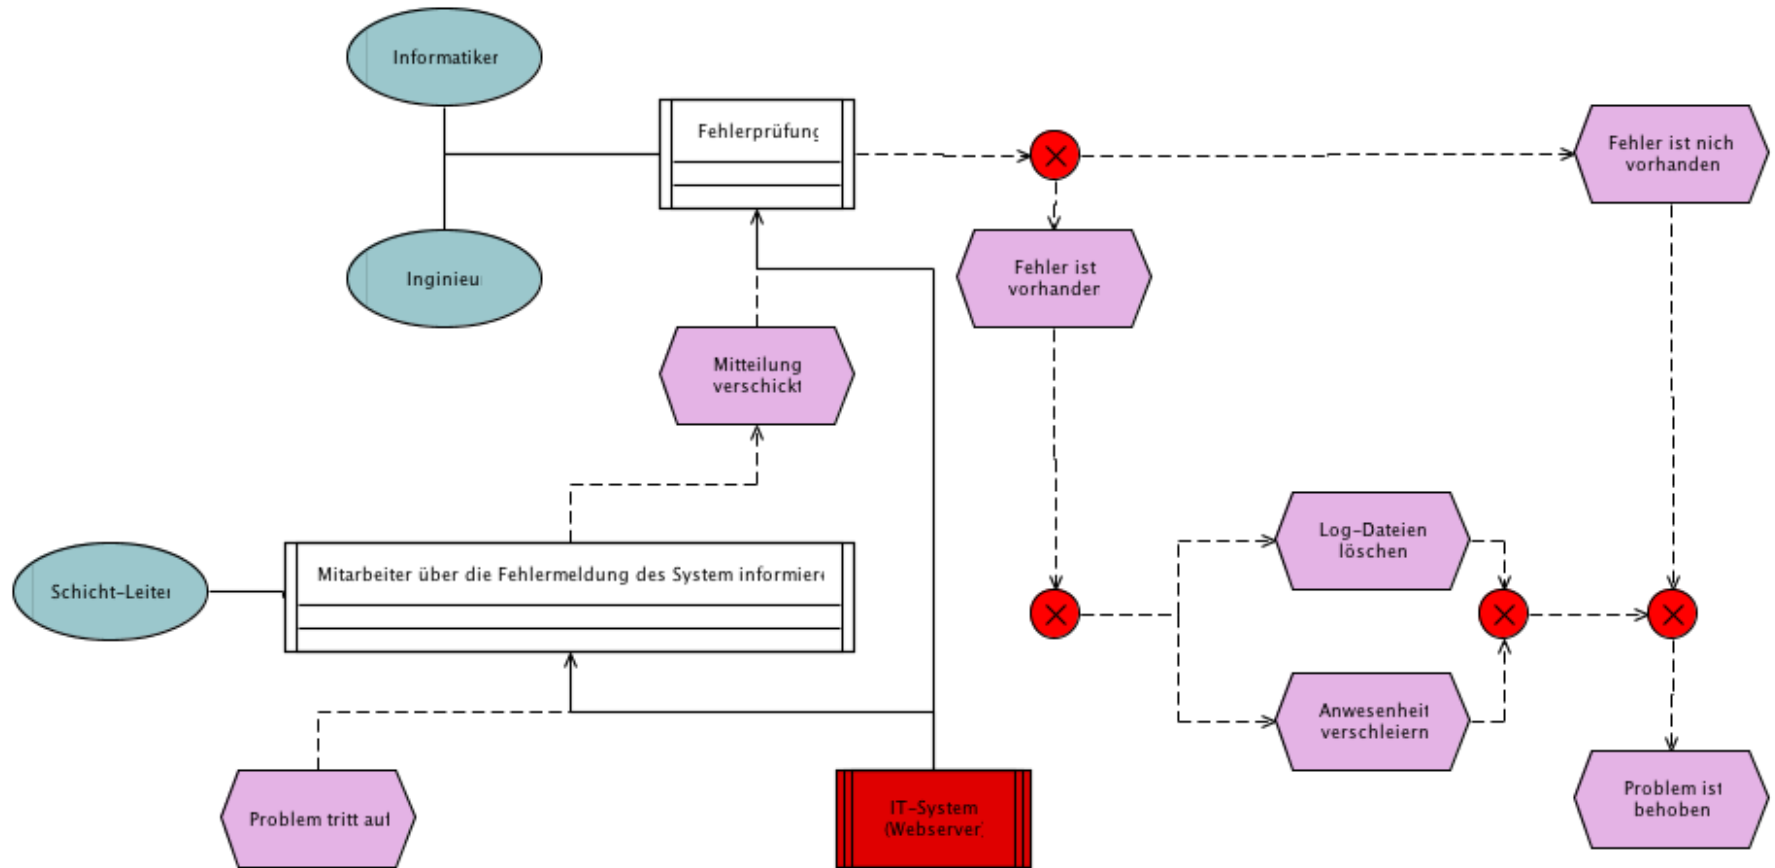 Informatiker
Fehlerprüfung
Fehler ist nich
vorhanden
Inginieu
Fehler ist
vorhanden
Mitteilung
verschickt
Log-Dateien
löschen
Mitarbeiter über die Fehlermeldung des System informiere
Schicht-Leiter
Anwesenheit
verschleiern
Problem tritt auf
IT-System
(Webserver)
Problem ist
behoben